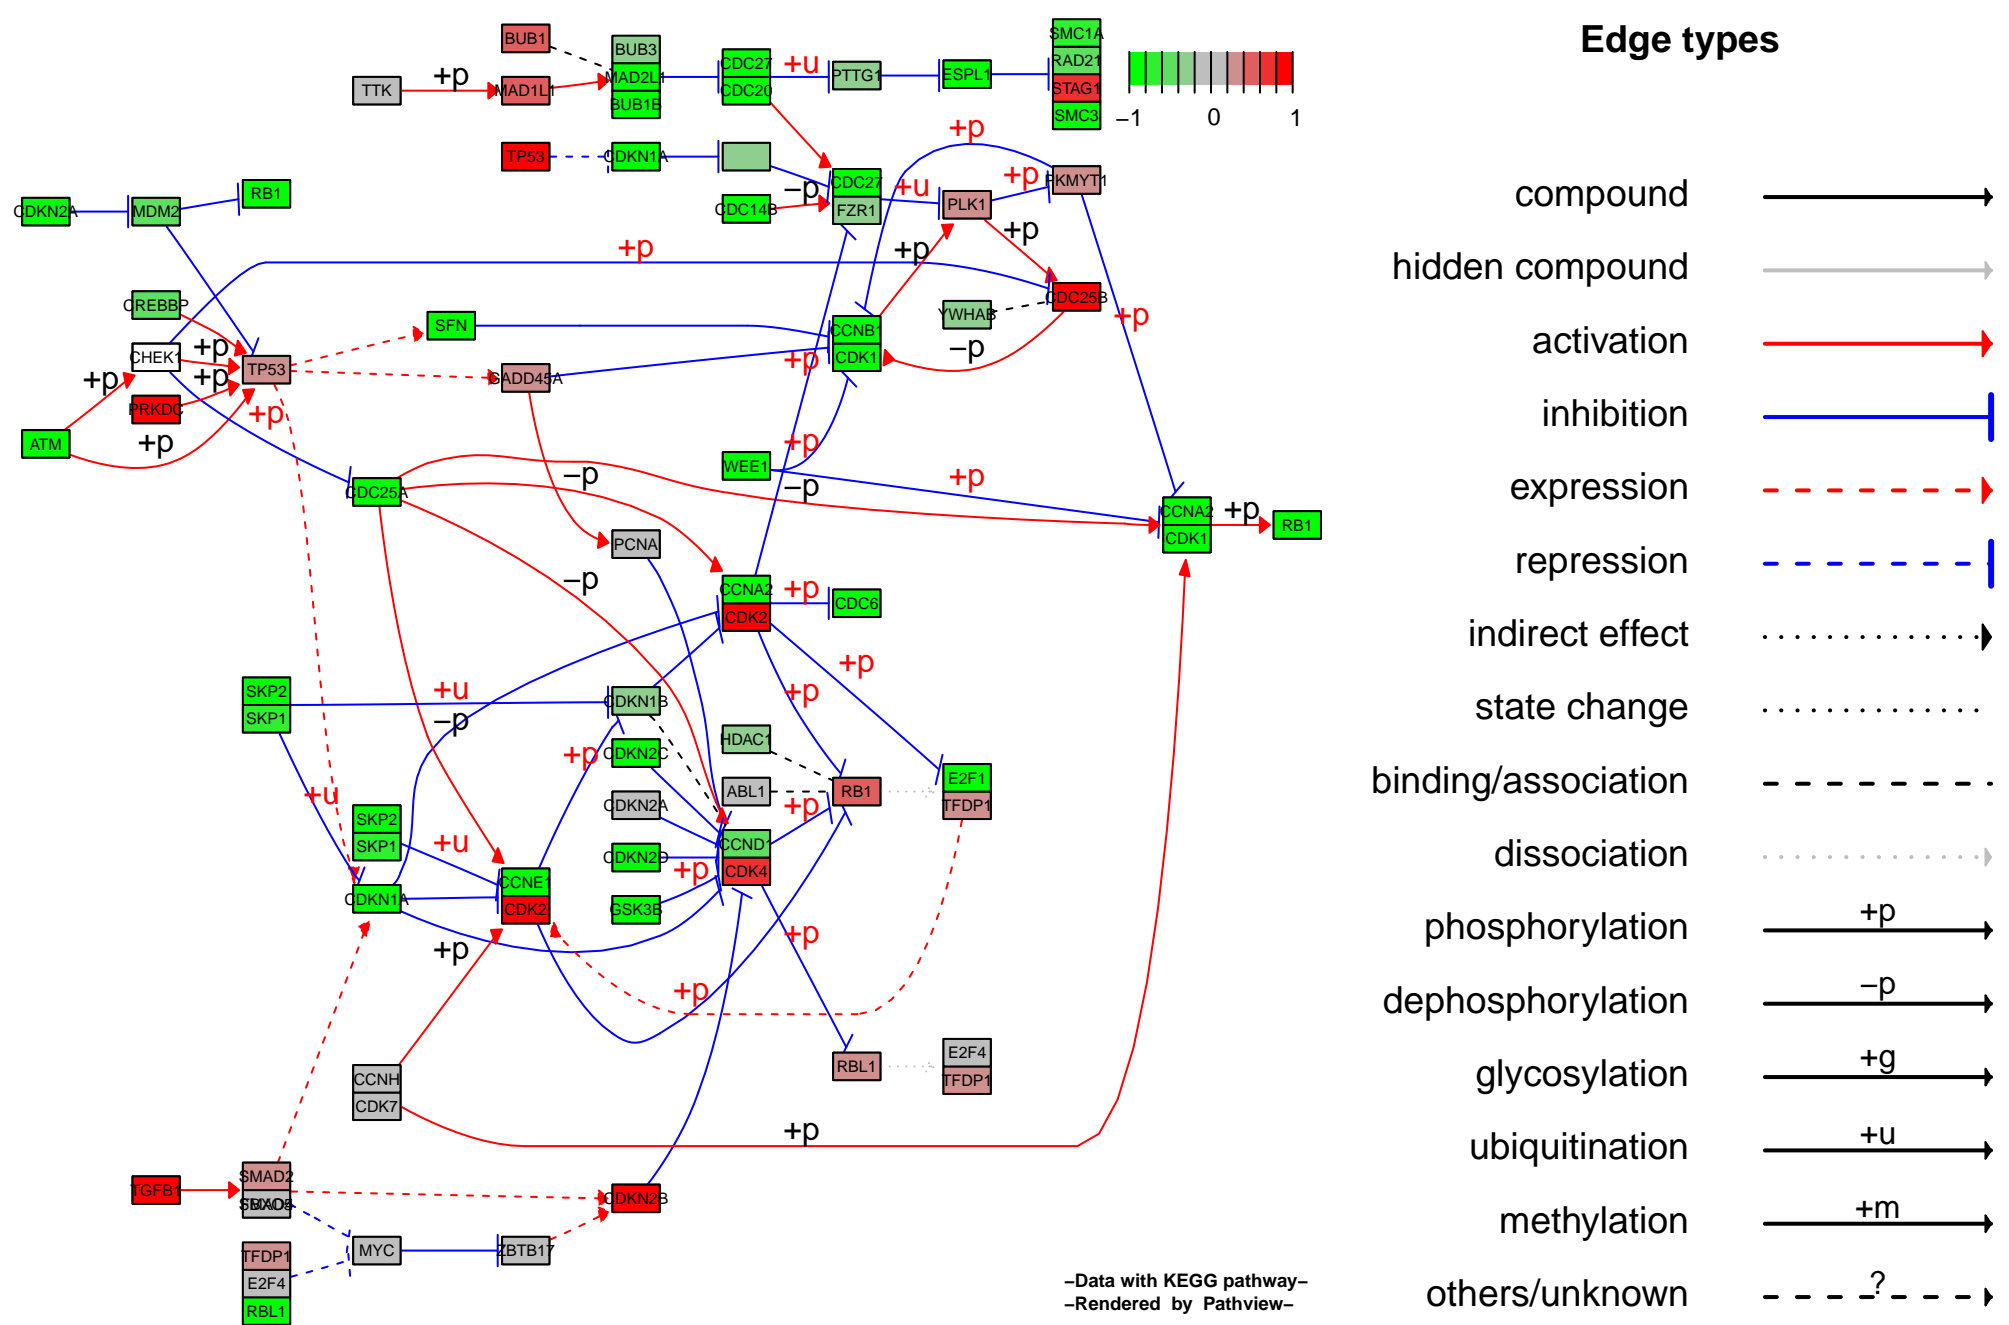 Edge types
BUB1
BUB3
MAD2L1
BUB1B
TTK
+p
MAD1L1
CDC27
CDC20
+u
PTTG1
ESPL1
SMC1A
RAD21
STAG1
SMC3
−1
0
1
TP53
CDKN1A
−p
CDC14B
CDC27
FZR1
+u
PLK1
+p
+p
PKMYT1
+p
+p
CDKN2A
MDM2
RB1
+p
CREBBP
CHEK1
+p
+p
PRKDC
ATM
+p
+p
+p
TP53
SFN
GADD45A
CCNB1
CDK1
+p
YWHAB
CDC25B
−p
+p
WEE1
+p
−p
+p
CDC25A
−p
−p
PCNA
CCNA2
CDK1
+p
RB1
CCNA2
CDK2
+p
CDC6
+p
+p
SKP2
SKP1
+u
−p
+u
CDKN1B
CDKN2C
+p
CDKN2A
CDKN2D
GSK3B
HDAC1
ABL1
+p
+p
CCND1
CDK4
RB1
E2F1
TFDP1
SKP2
SKP1
+u
CDKN1A
CCNE1
CDK2
+p
+p
+p
CCNH
CDK7
+p
RBL1
E2F4
TFDP1
TGFB1
SMAD2
CDKN2B
MYC
ZBTB17
TFDP1
E2F4
RBL1
−Data with KEGG pathway−
−Rendered by Pathview−
compound
hidden compound
activation
inhibition
expression
repression
indirect effect
state change
binding/association
dissociation
phosphorylation +p
dephosphorylation −p
glycosylation +g
ubiquitination +u
methylation +m
others/unknown ?